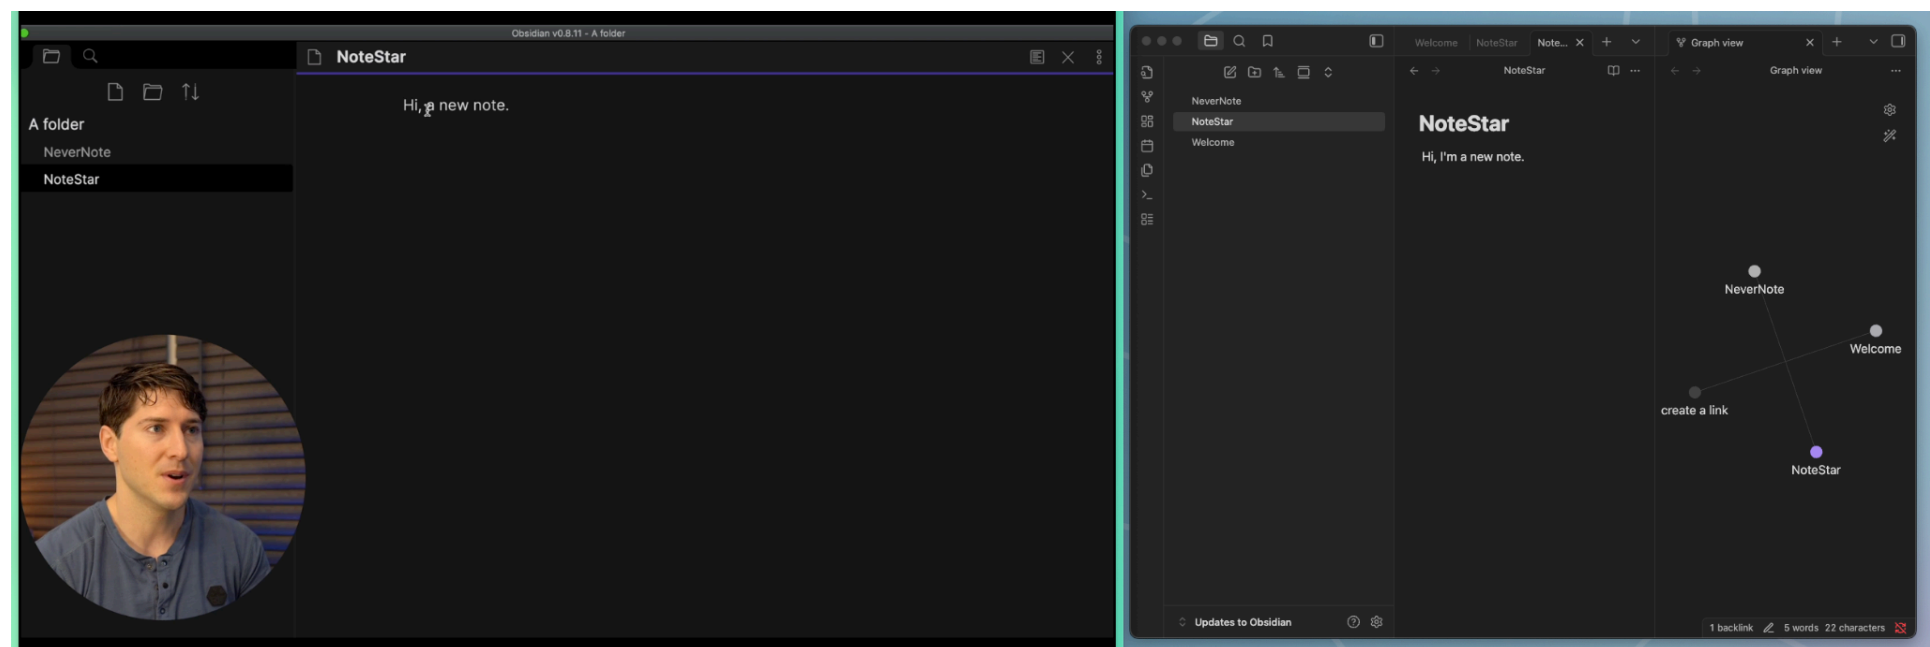 Obsidian v0.8.11 - A folder
NoteStar
A folder
NeverNote
NoteStar
Hi, a new note.
Welcome
NoteStar
Note...
Graph view
NoteStar
Graph view
NeverNote
NoteStar
Welcome
NoteStar
Hi, I'm a new note.
NeverNote
Welcome
create a link
NoteStar
Updates to Obsidian
1 backlink
5 words 22 characters